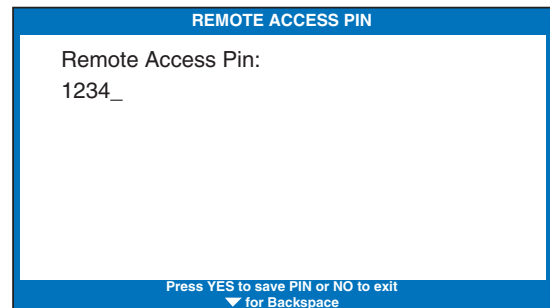 REMOTE ACCESS PIN
Remote Access Pin:
1234_
Press YES to save PIN or NO to exit
▼ for Backspace